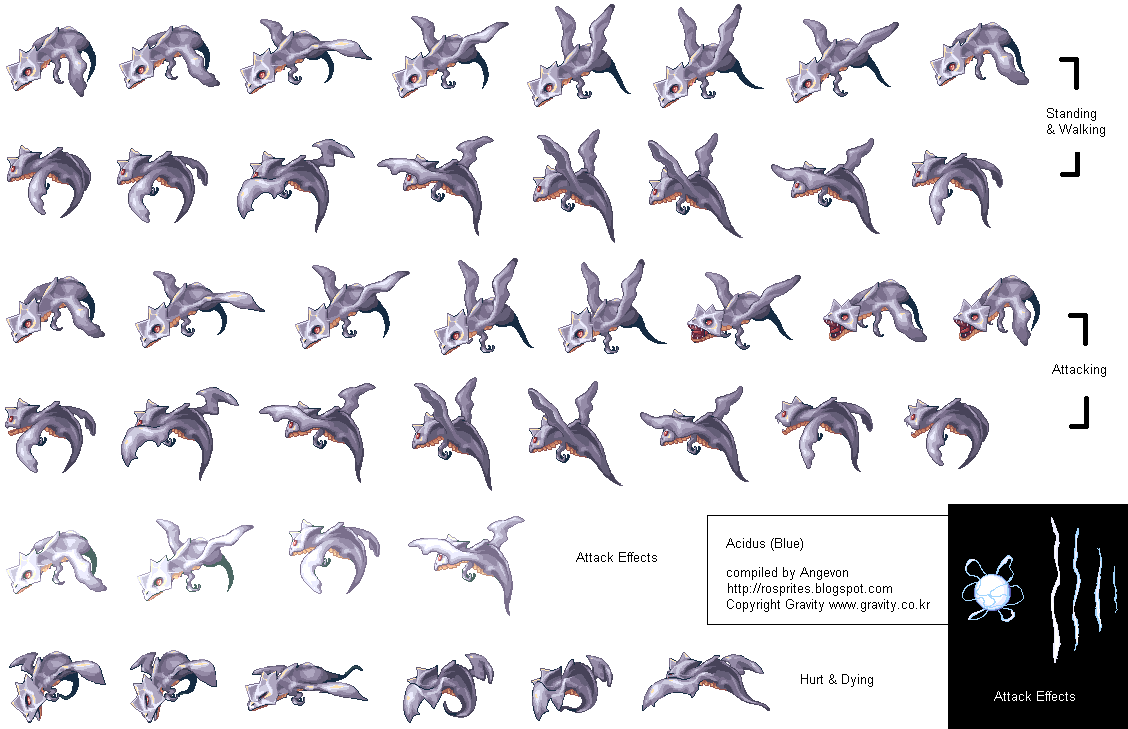 Standing
& Walking
Attacking
Attack Effects
Acidus (Blue)
compiled by Angevon
http://rosprites.blogspot.com
Copyright Gravity www.gravity.co.kr
Attack Effects
Hurt & Dying